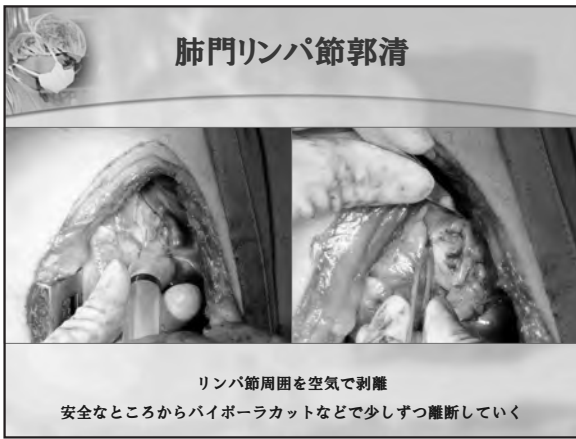 肺門リンパ節郭清
リンパ節周囲を空気で剥離
安全なところからバイポーラカットなどで少しずつ離断していく